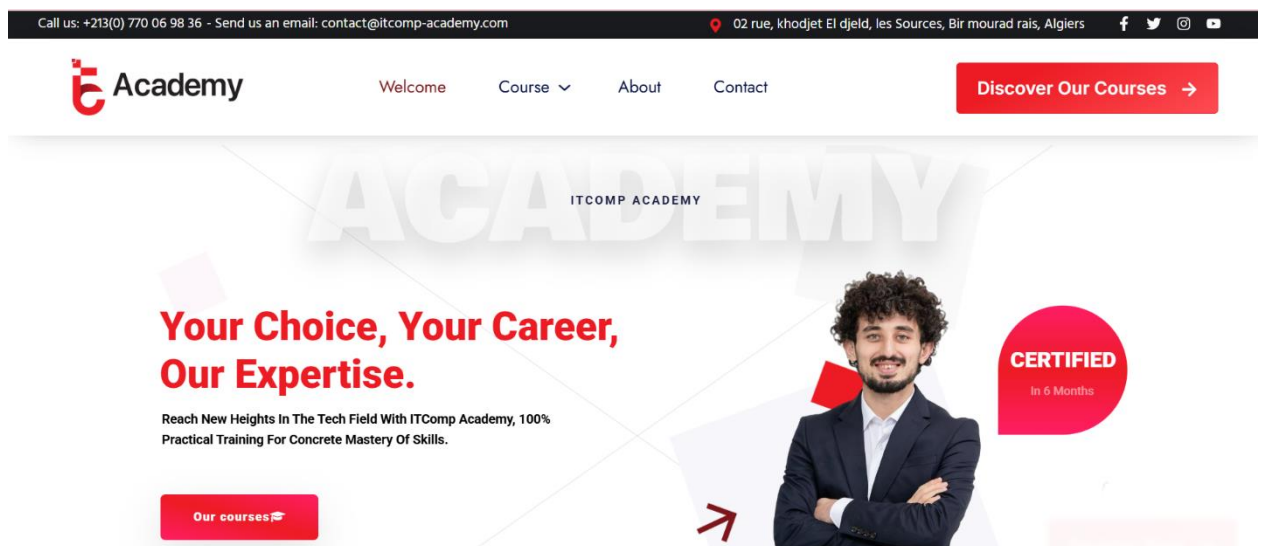 Call us: +213(0) 770 06 98 36 - Send us an email: contact@itcomp-academy.com
02 rue, khodjet El djeld, les Sources, Bir mourad rais, Algiers
Academy
Welcome
Course
About
Contact
Discover Our Courses
ACADEMY
ITCOMP ACADEMY
Your Choice, Your Career,
Our Expertise.
Reach New Heights In The Tech Field With ITComp Academy, 100%
Practical Training For Concrete Mastery Of Skills.
CERTIFIED
In 6 Months
Our courses